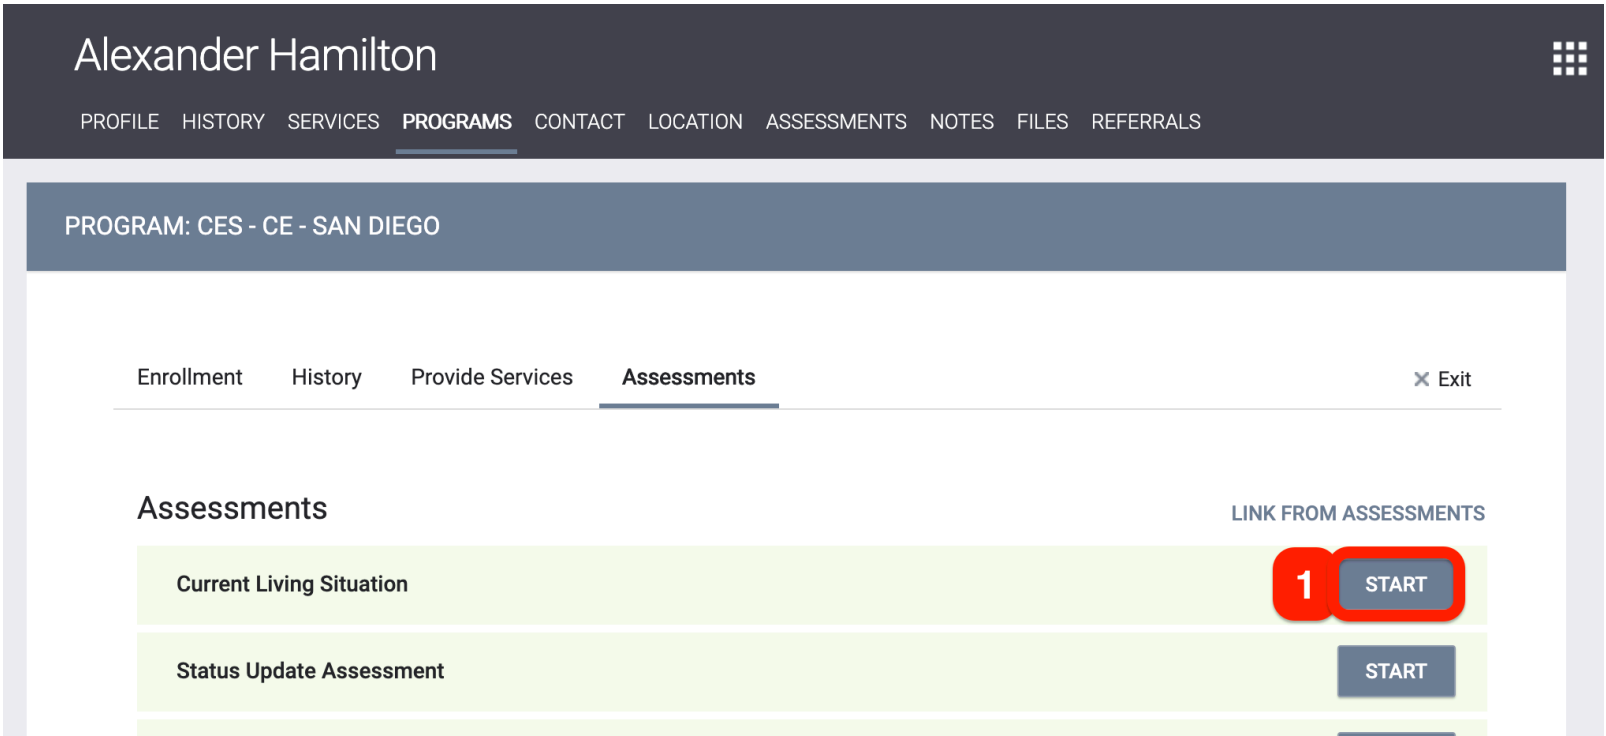 Alexander Hamilton
PROFILE HISTORY SERVICES PROGRAMS CONTACT LOCATION ASSESSMENTS NOTES FILES REFERRALS
PROGRAM: CES - CE - SAN DIEGO
Enrollment History Provide Services Assessments Exit
Assessments LINK FROM ASSESSMENTS
Current Living Situation 1 START
Status Update Assessment START